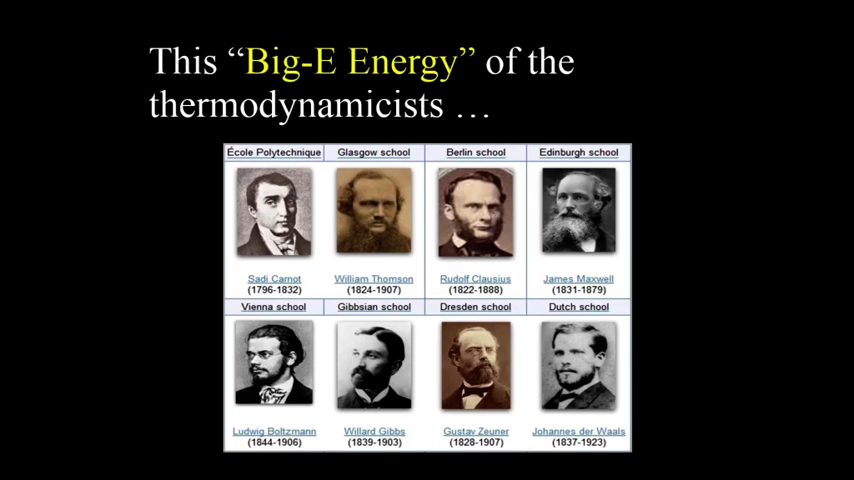 This “Big-E Energy” of the
thermodynamicists …
École Polytechnique Glasgow school Berlin school Edinburgh school
Sadi Carnot William Thomson Rudolf Clausius James Maxwell
(1796-1832) (1824-1907) (1822-1888) (1831-1879)
Vienna school Gibbsian school Dresden school Dutch school
Ludwig Boltzmann Willard Gibbs Gustav Zeuner Johannes der Waals
(1844-1906) (1839-1903) (1828-1907) (1837-1923)